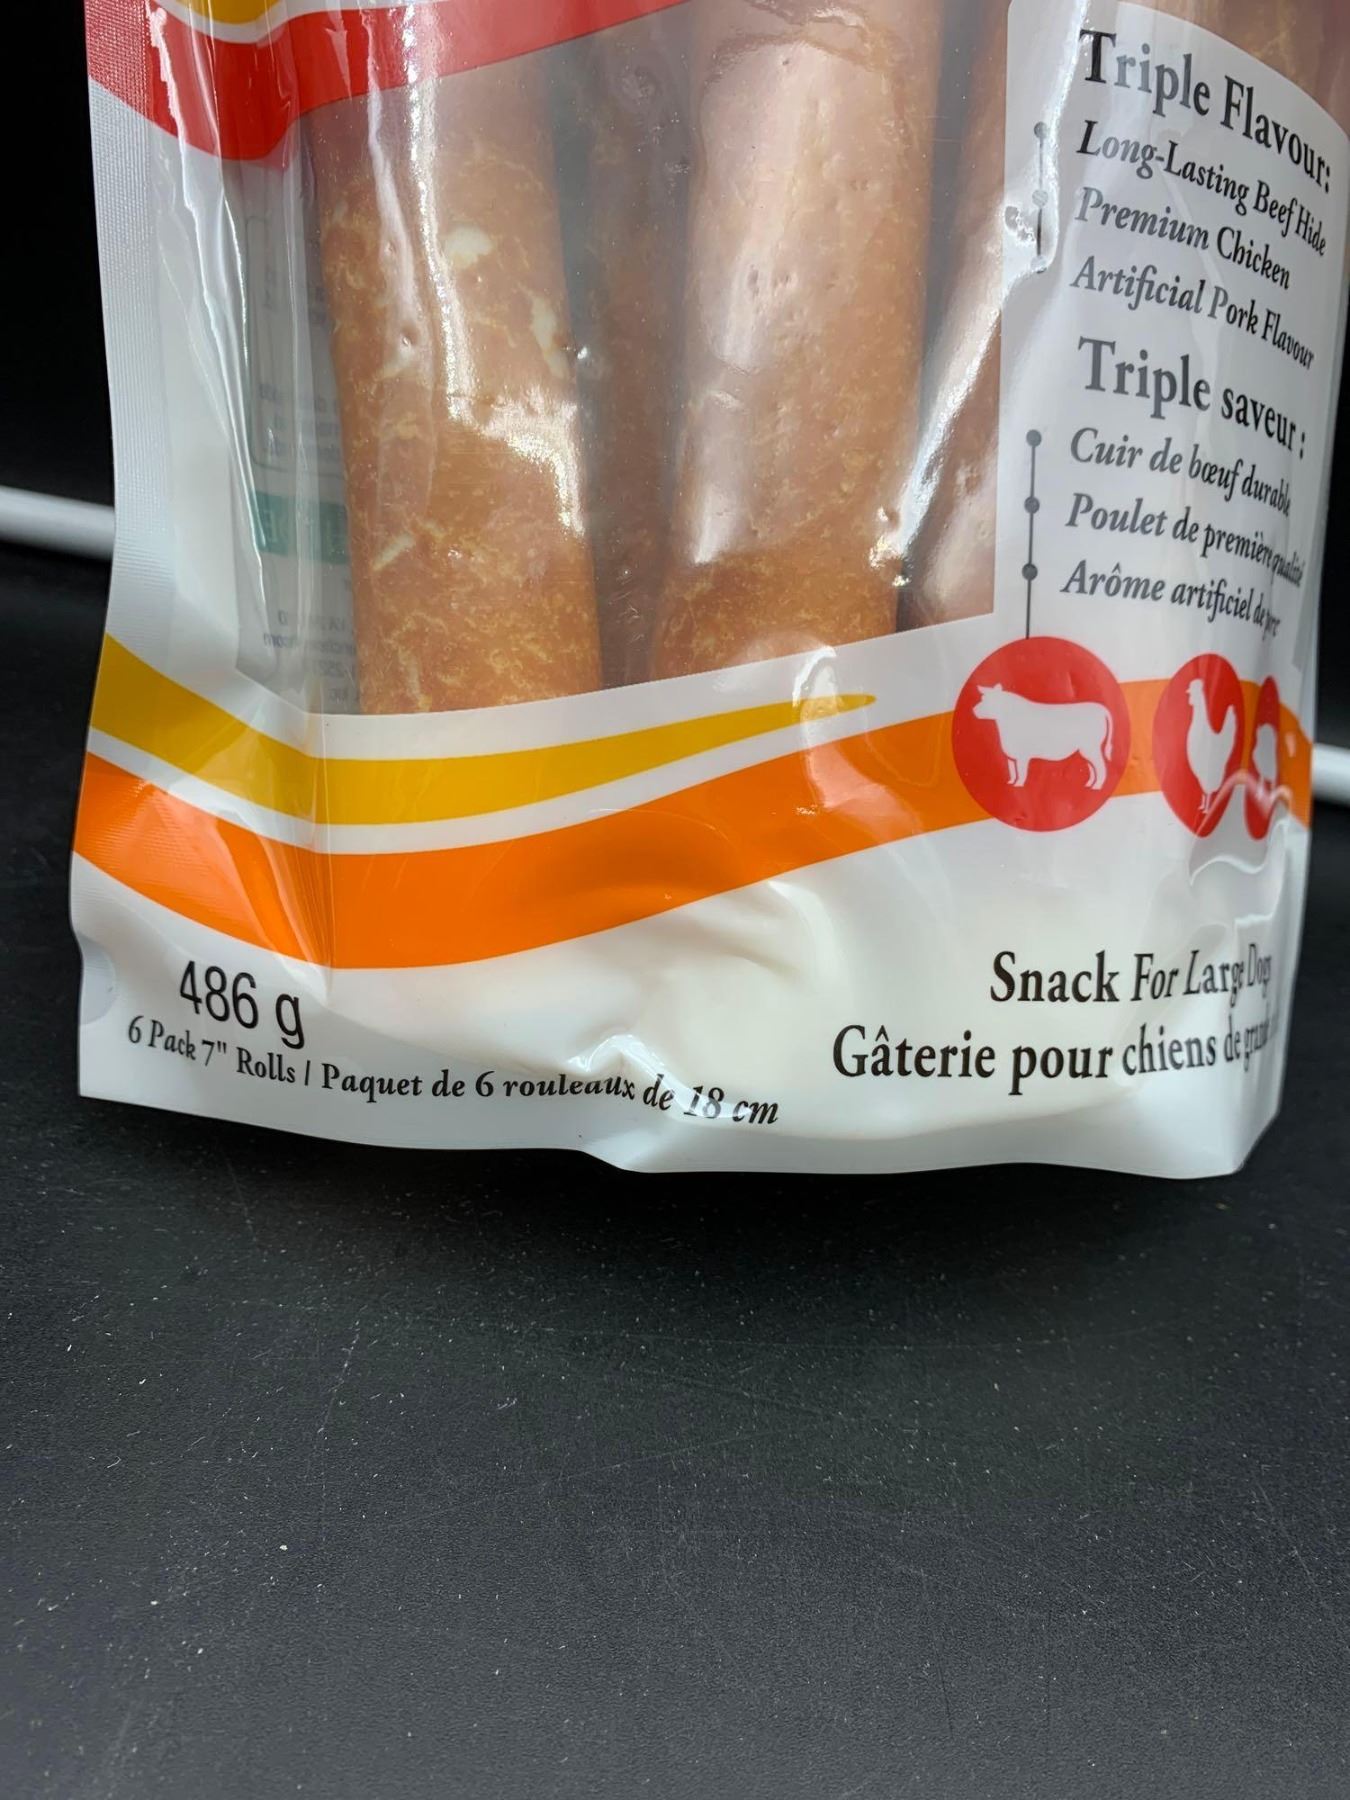 Triple Flavour:
Long-Lasting Beef Hide
Premium Chicken
Artificial Pork Flavour
Triple saveur :
Cuir de bœuf durable
Poulet de première qualité
Arôme artificiel de porc
Snack For Large Dogs
Gâterie pour chiens de
486 g
6 Pack 7" Rolls / Paquet de 6 rouleaux de 18 cm